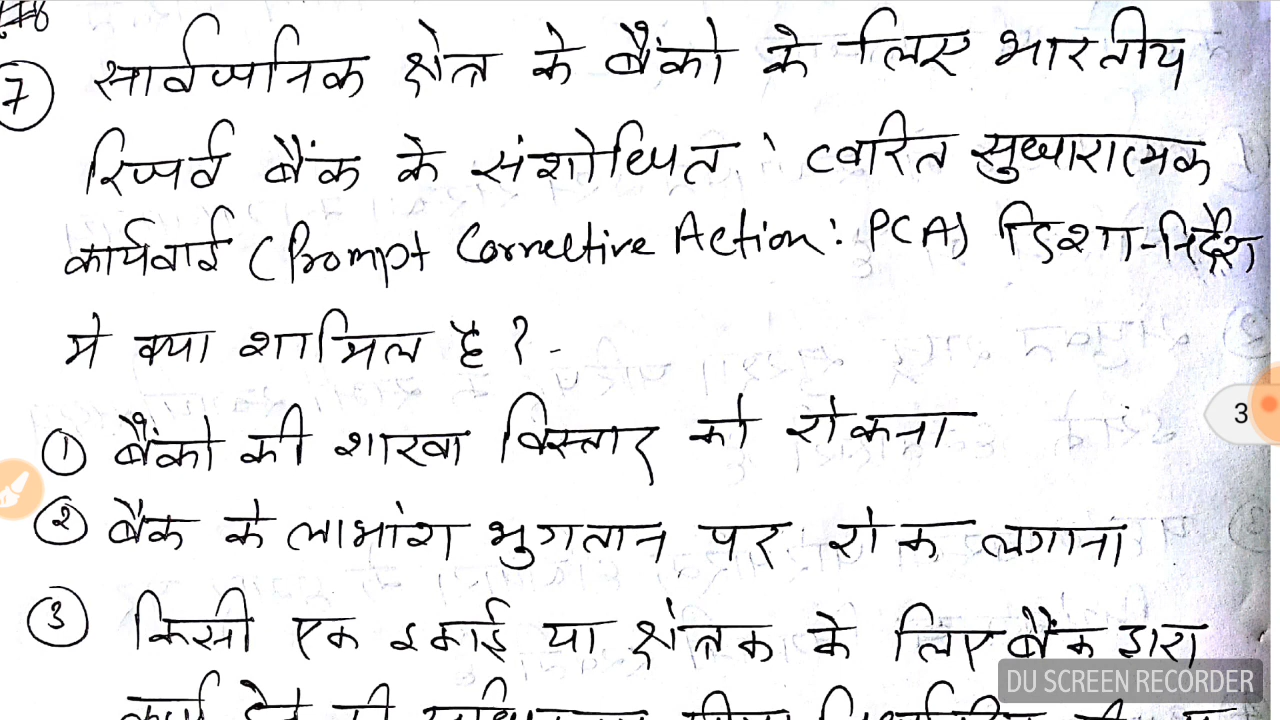 7 सार्वजनिक क्षेत्र के बैंको के लिए भारतीय
रिजर्व बैंक के संशोधित त्वरित सुधारात्मक
कार्यवाई (Prompt Corrective Action: PCA) दिशा-निर्देश
मे क्या शामिल है ? -
1 बैंको की शाखा विस्तार को रोकना
3
2 बैंक के लाभांश भुगतान पर रोक लगाना
3 किसी एक इकाई या क्षेत्रक के लिए बैंक द्वारा
DU SCREEN RECORDER